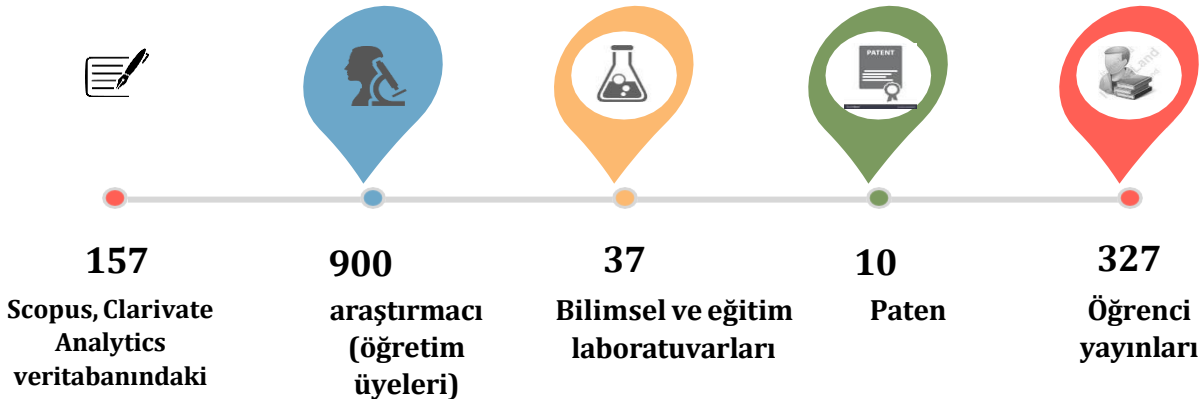 PATENT
Land
157
Scopus, Clarivate
Analytics
veritabanındaki
900
araştırmacı
(öğretim
üyeleri)
37
Bilimsel ve eğitim
laboratuvarları
10
Paten
327
Öğrenci
yayınları